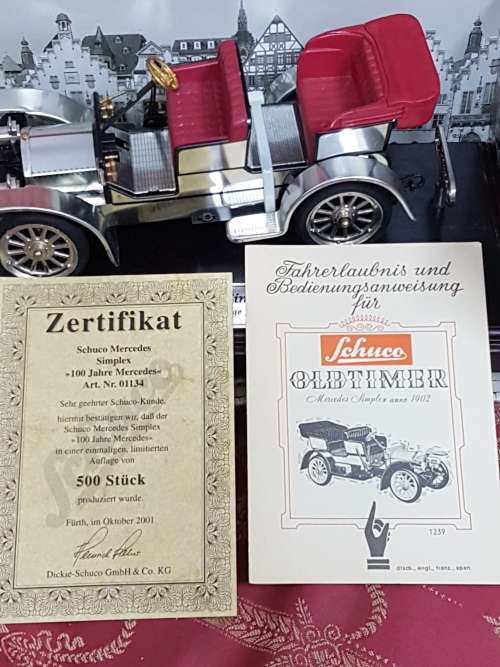 Zertifikat
Schuco Mercedes
Simplex
»100 Jahre Mercedes«
Art. Nr. 01134
Sehr geehrter Schuco-Kunde,
hiermit bestätigen wir, daß der
Schuco Mercedes Simplex
»100 Jahre Mercedes«
in einer einmaligen, limitierten
Auflage von
500 Stück
produziert wurde.
Fürth, im Oktober 2001
Dickie-Schuco GmbH & Co. KG
Fahrerlaubnis und
Bedienungsanweisung
für
Schuco
OLDTIMER
Mercedes Simplex anno 1902
1239
dtsch., engl., franz., span.